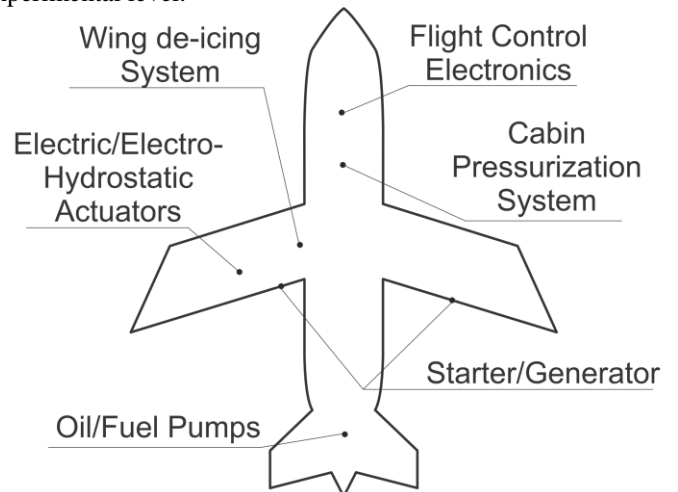 Wing de-icing
System
Flight Control
Electronics
Electric/Electro-
Hydrostatic
Actuators
Cabin
Pressurization
System
Starter/Generator
Oil/Fuel Pumps